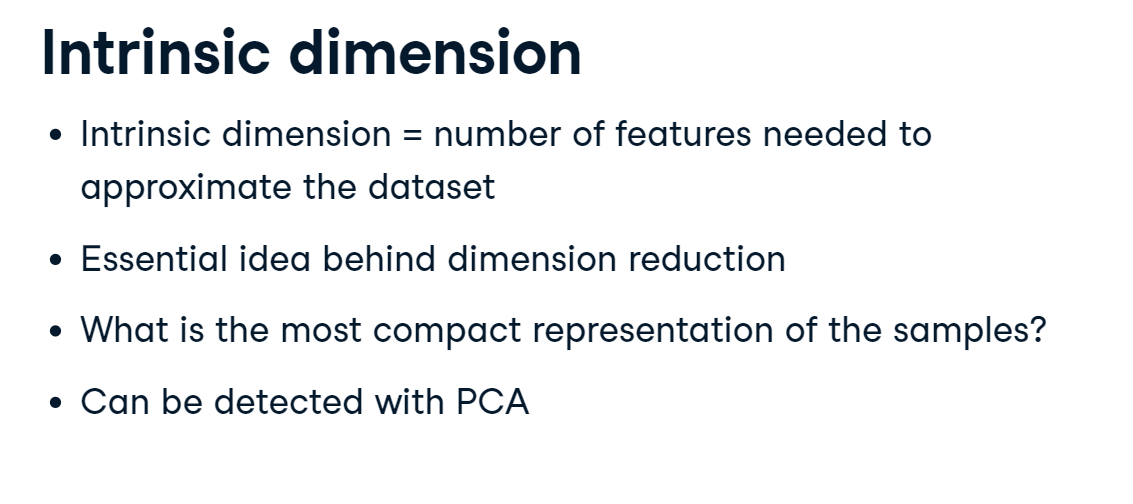 Intrinsic dimension
• Intrinsic dimension = number of features needed to
approximate the dataset
• Essential idea behind dimension reduction
• What is the most compact representation of the samples?
• Can be detected with PCA